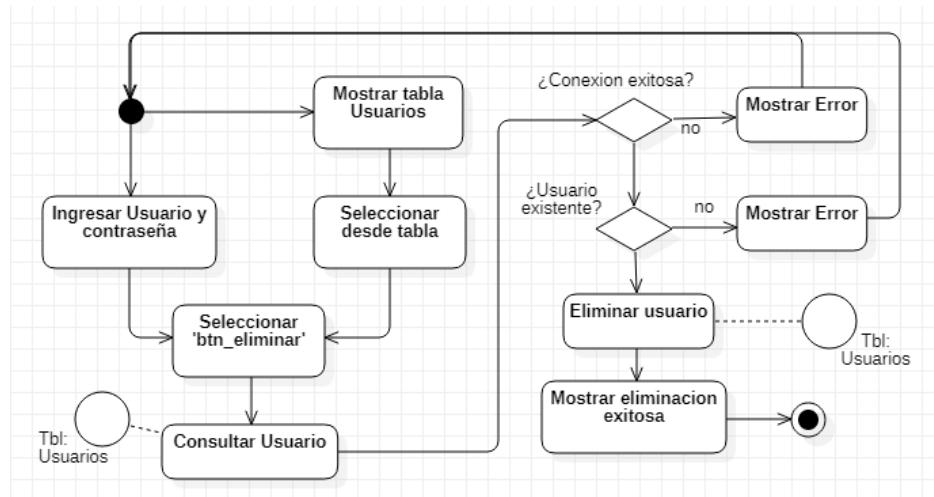 Mostrar tabla
Usuarios
Ingresar Usuario y
contraseña
Seleccionar
desde tabla
Seleccionar
'btn_eliminar'
Tbl:
Usuarios
Consultar Usuario
¿Conexion exitosa?
no
Mostrar Error
¿Usuario
existente?
no
Mostrar Error
Eliminar usuario
Tbl:
Usuarios
Mostrar eliminacion
exitosa